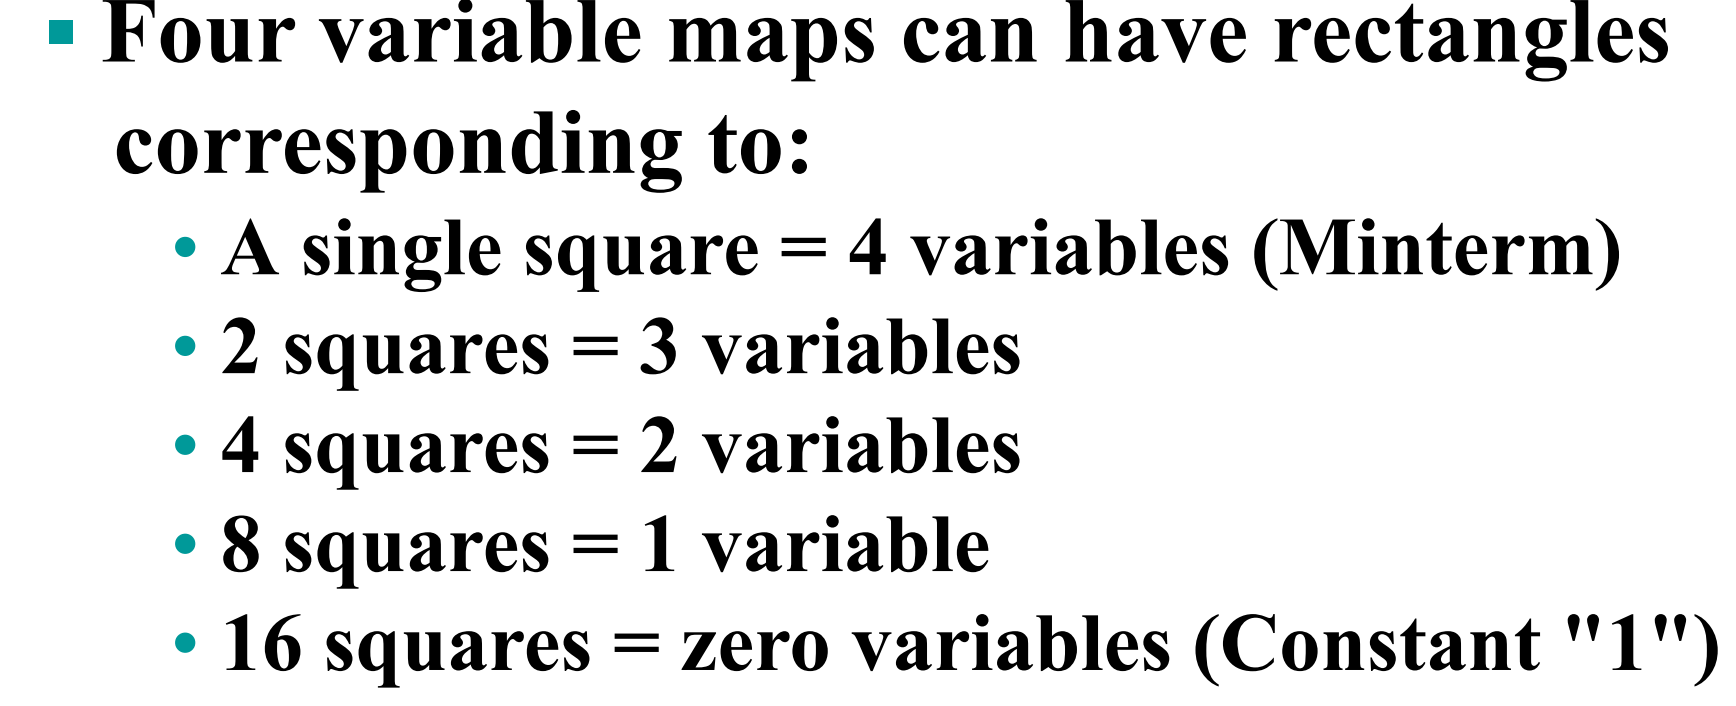 ▪ Four variable maps can have rectangles
corresponding to:
• A single square = 4 variables (Minterm)
• 2 squares = 3 variables
• 4 squares = 2 variables
• 8 squares = 1 variable
• 16 squares = zero variables (Constant "1")